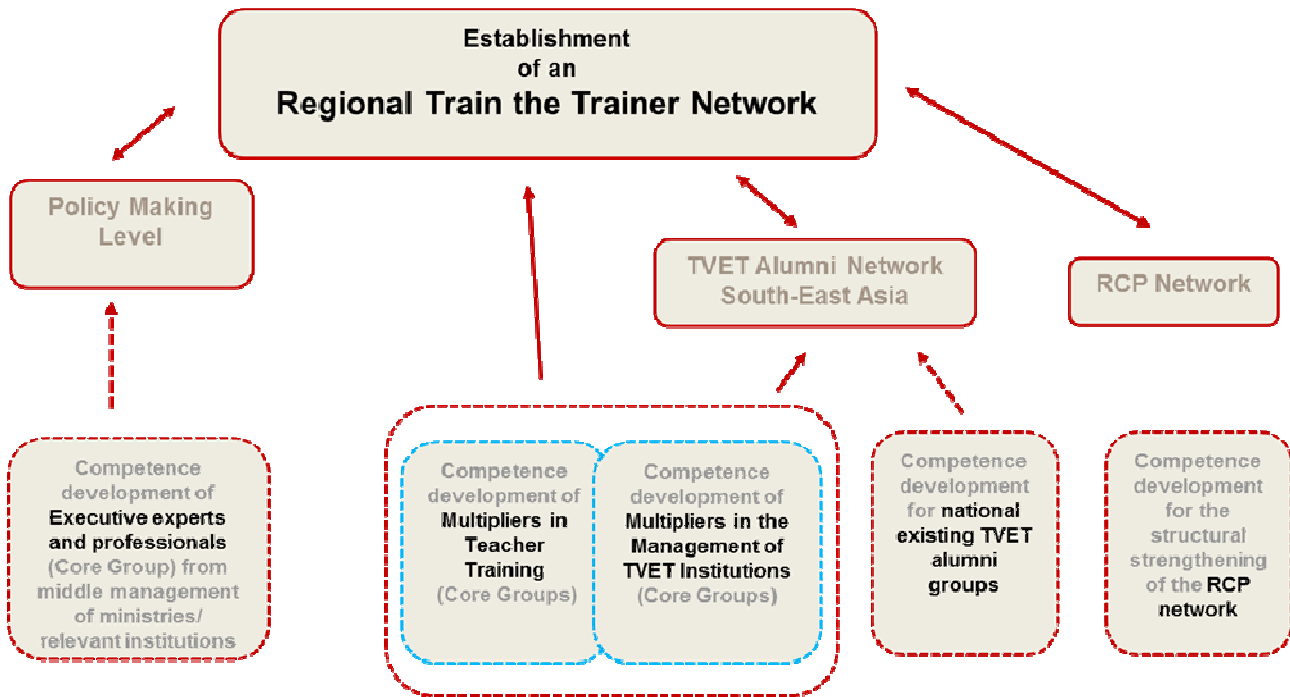 Establishment
of an
Regional Train the Trainer Network
Policy Making
Level
TVET Alumni Network
South-East Asia
RCP Network
Competence
development of
Executive experts
and professionals
(Core Group) from
middle management
of ministries/
relevant institutions
Competence
development of
Multipliers in
Teacher
Training
(Core Groups)
Competence
development of
Multipliers in the
Management of
TVET Institutions
(Core Groups)
Competence
development
for national
existing TVET
alumni
groups
Competence
development
for the
structural
strengthening
of the RCP
network